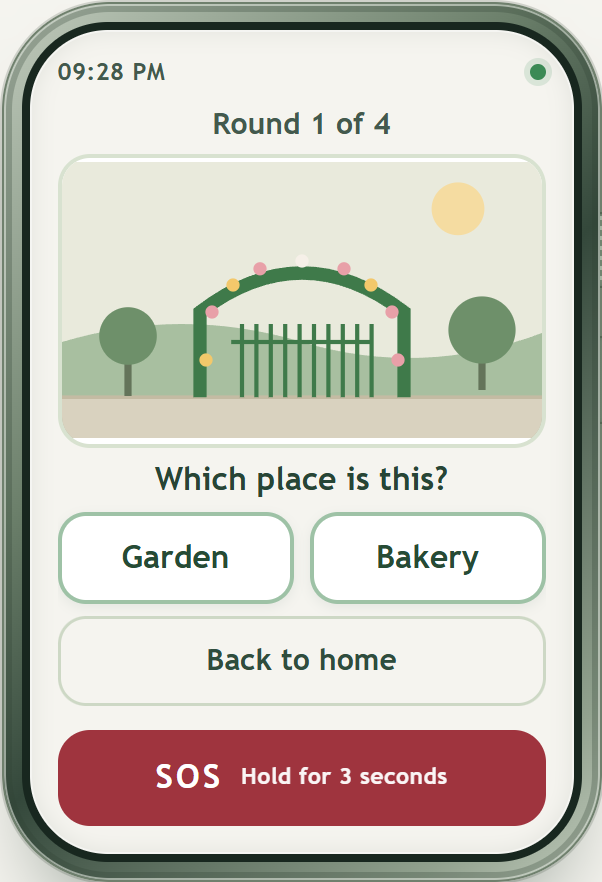 09:28 PM
Round 1 of 4
Which place is this?
Garden
Bakery
Back to home
SOS Hold for 3 seconds